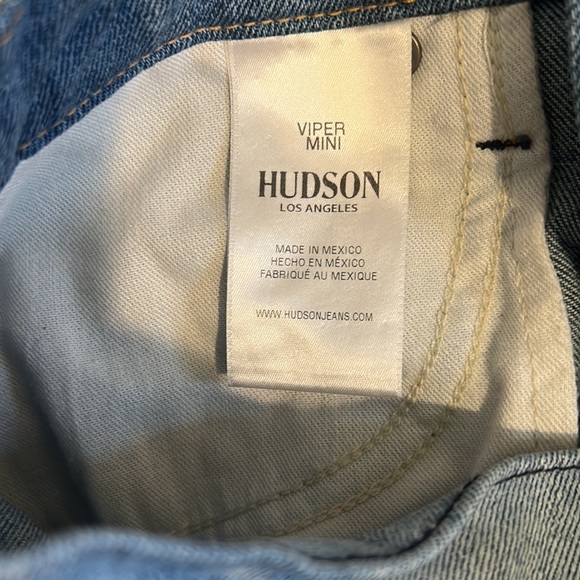 VIPER
MINI
HUDSON
LOS ANGELES
MADE IN MEXICO
HECHO EN MÉXICO
FABRIQUÉ AU MEXIQUE
WWW.HUDSONJEANS.COM